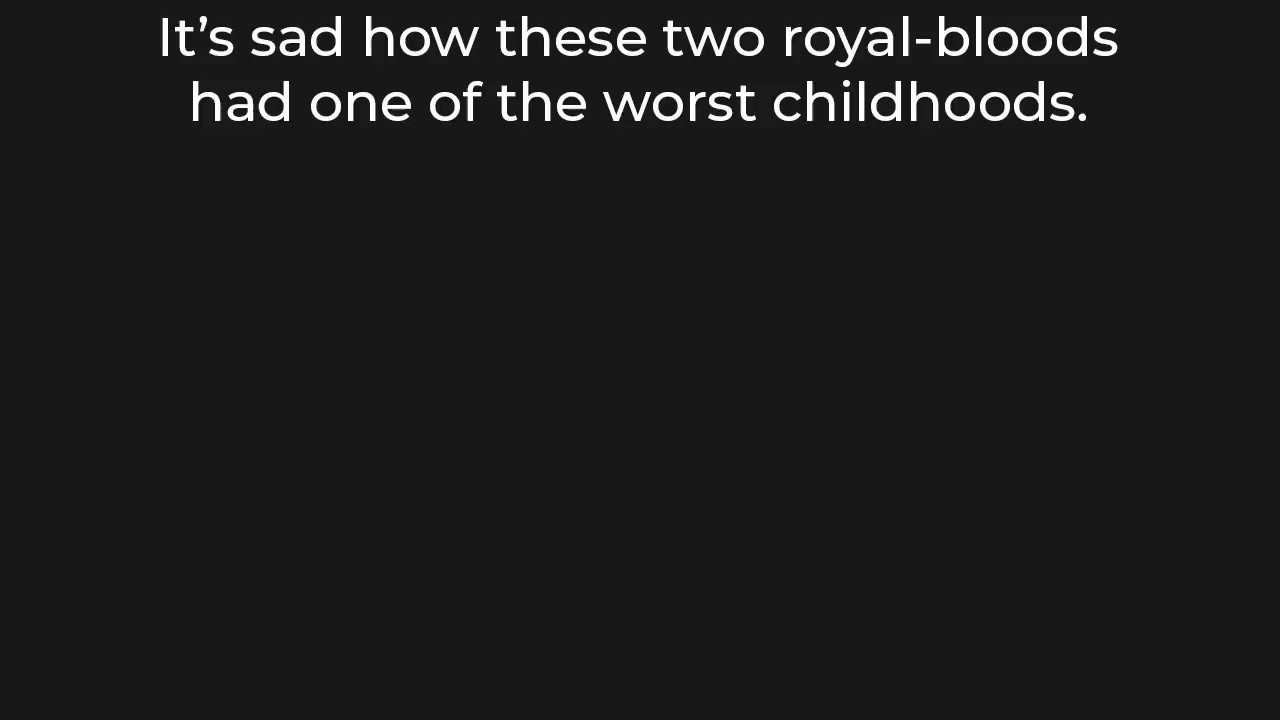 It’s sad how these two royal-bloods
had one of the worst childhoods.